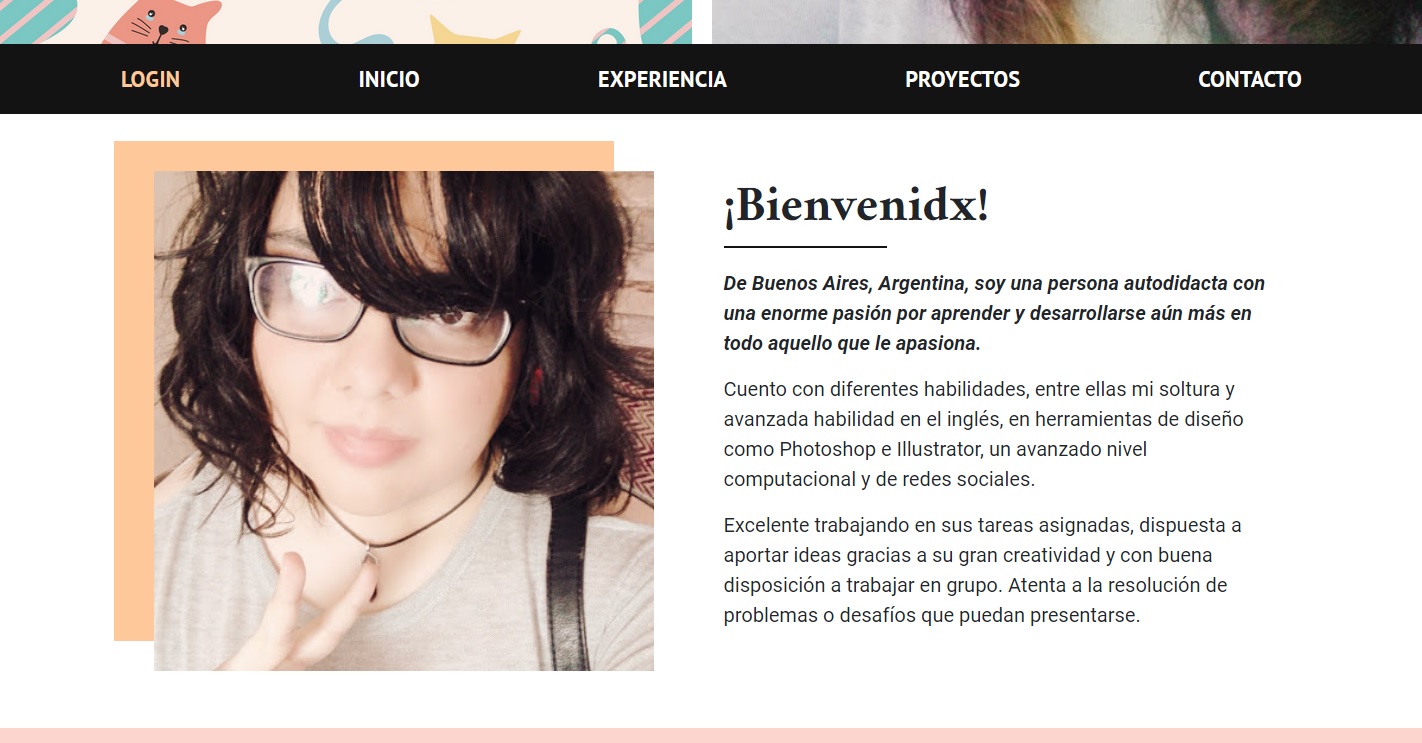 LOGIN INICIO EXPERIENCIA PROYECTOS CONTACTO
¡Bienvenidx!
De Buenos Aires, Argentina, soy una persona autodidacta con
una enorme pasión por aprender y desarrollarse aún más en
todo aquello que le apasiona.
Cuento con diferentes habilidades, entre ellas mi soltura y
avanzada habilidad en el inglés, en herramientas de diseño
como Photoshop e Illustrator, un avanzado nivel
computacional y de redes sociales.
Excelente trabajando en sus tareas asignadas, dispuesta a
aportar ideas gracias a su gran creatividad y con buena
disposición a trabajar en grupo. Atenta a la resolución de
problemas o desafíos que puedan presentarse.